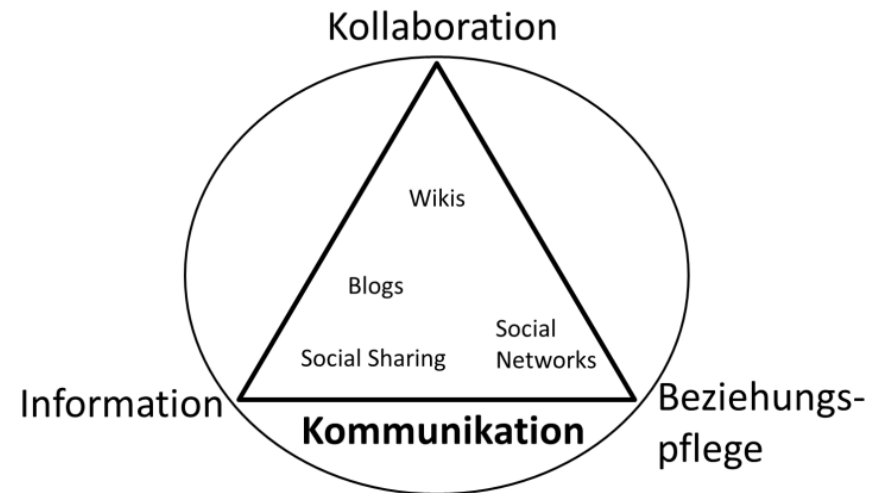 Kollaboration
Wikis
Blogs
Social
Networks
Social Sharing
Information
Beziehungs-
pflege
Kommunikation